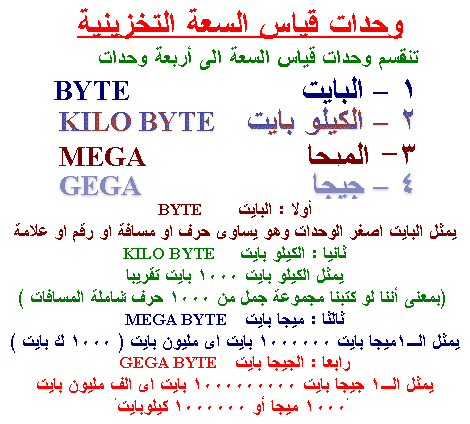 وحدات قياس السعة التخزينية
تنقسم وحدات قياس السعة الى أربعة وحدات
١ – البايت BYTE
٢ – الكيلو بايت KILO BYTE
٣– الميجا MEGA
٤ – جيجا GEGA
أولا : البايت BYTE
يمثل البايت اصغر الوحدات وهو يساوى حرف او مسافة او رقم او علامة
ثانيا : الكيلو بايت KILO BYTE
يمثل الكيلو بايت ١٠٠٠ بايت تقريبا
(بمعنى أننا لو كتبنا مجموعة جمل من ١٠٠٠ حرف شاملة المسافات )
ثالثا : ميجا بايت MEGA BYTE
يمثل الــ١ميجا بايت ١٠٠٠٠٠٠ بايت اى مليون بايت ( ١٠٠٠ ك بايت )
رابعا : الجيجا بايت GEGA BYTE
يمثل الــ١ جيجا بايت ١٠٠٠٠٠٠٠٠٠ بايت اى الف مليون بايت
١٠٠٠ ميجا أو ١٠٠٠٠٠٠ كيلوبايت